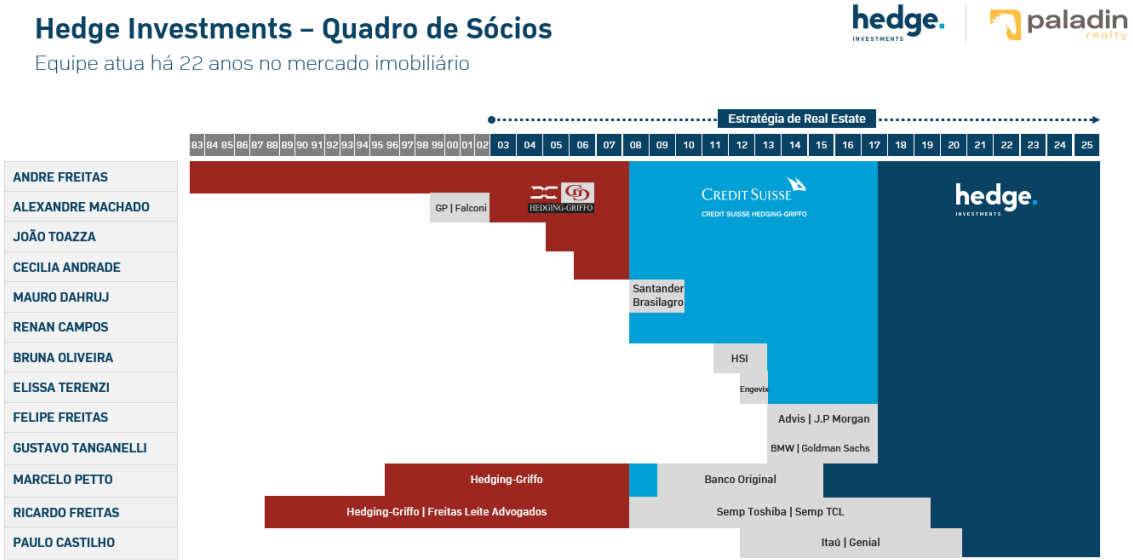 Hedge Investments – Quadro de Sócios
Equipe atua há 22 anos no mercado imobiliário
hedge.
INVESTMENTS
paladin
realty
Estratégia de Real Estate
83 84 85 86 87 88 89 90 91 92 93 94 95 96 97 98 99 00 01 02 03 04 05 06 07 08 09 10 11 12 13 14 15 16 17 18 19 20 21 22 23 24 25
ANDRE FREITAS
HEDGING-GRIFFO
CREDIT SUISSE
CREDIT SUISSE HEDGING-GRIFFO
hedge.
INVESTMENTS
ALEXANDRE MACHADO
GP | Falconi
JOÃO TOAZZA
CECILIA ANDRADE
MAURO DAHRUJ
Santander
Brasilagro
RENAN CAMPOS
BRUNA OLIVEIRA
HSI
ELISSA TERENZI
Engevix
FELIPE FREITAS
Advis | J.P Morgan
GUSTAVO TANGANELLI
BMW | Goldman Sachs
MARCELO PETTO
Hedging-Griffo
Banco Original
RICARDO FREITAS
Hedging-Griffo | Freitas Leite Advogados
Semp Toshiba | Semp TCL
PAULO CASTILHO
Itaú | Genial